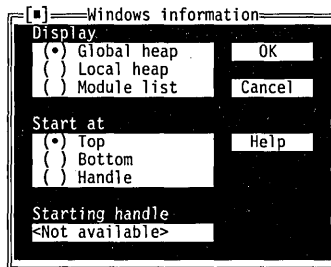 [■] Windows information
Display
(•) Global heap OK
( ) Local heap
( ) Module list Cancel
Start at
(•) Top Help
( ) Bottom
( ) Handle
Starting handle
<Not available>